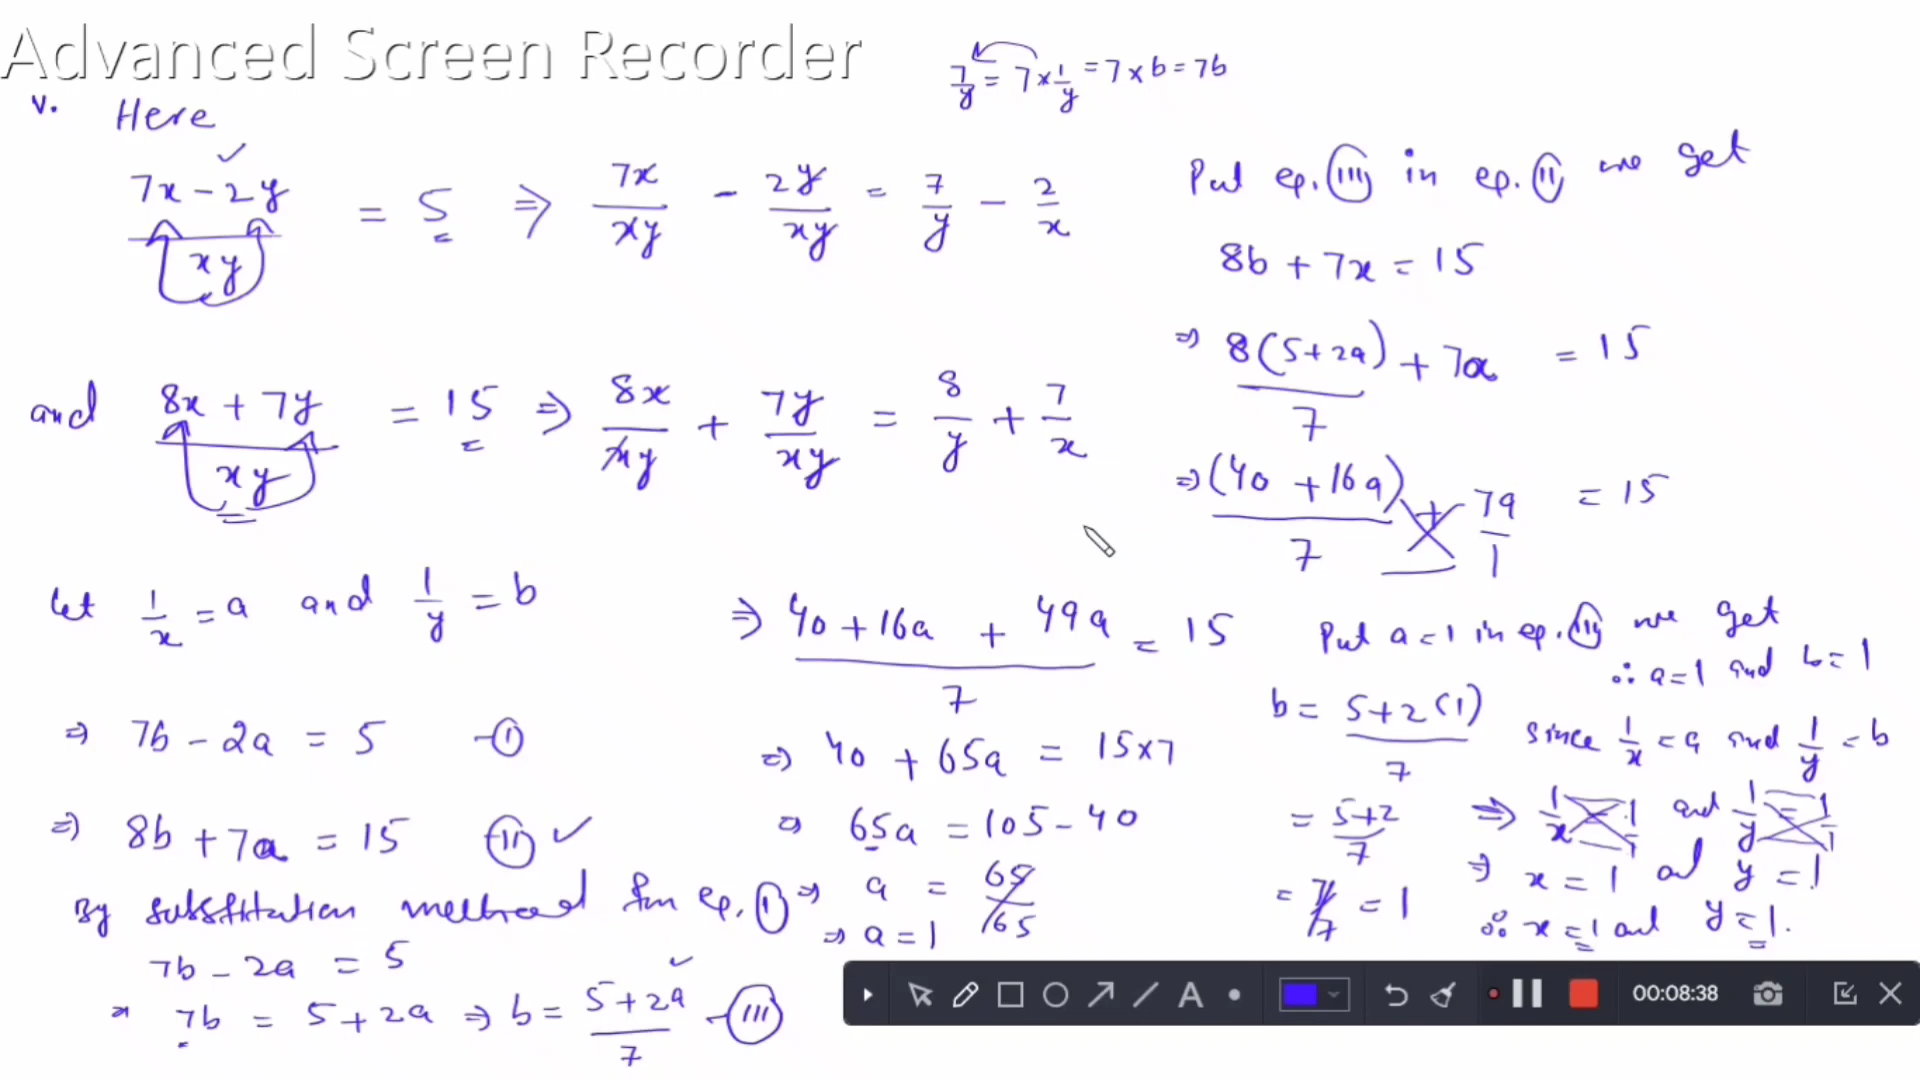 Advanced Screen Recorder
7/y = 7 × 1/y = 7 × b = 7b
v. Here
(7x - 2y)/(xy) = 5 ⇒ 7x/(xy) - 2y/(xy) = 7/y - 2/x
and (8x + 7y)/(xy) = 15 ⇒ 8x/(xy) + 7y/(xy) = 8/y + 7/x
let 1/x = a and 1/y = b
⇒ 7b - 2a = 5 - (I)
⇒ 8b + 7a = 15 (II) ✓
By substitution method from eq. (I)
7b - 2a = 5
7b = 5 + 2a ⇒ b = (5 + 2a)/7 - (III)
Put eq. (III) in eq. (II) we get
8b + 7x = 15
⇒ 8(5 + 2a)/7 + 7a = 15
⇒ (40 + 16a)/7 + 7a/1 = 15
⇒ (40 + 16a + 49a)/7 = 15
⇒ 40 + 65a = 15 × 7
⇒ 65a = 105 - 40
⇒ a = 65/65
⇒ a = 1
Put a = 1 in eq. (III) we get
b = (5 + 2(1))/7
= (5 + 2)/7
= 7/7 = 1
∴ a = 1 and b = 1
Since 1/x = a and 1/y = b
⇒ 1/x = 1/1 and 1/y = 1/1
⇒ x = 1 and y = 1
∴ x = 1 and y = 1.
A
00:08:38